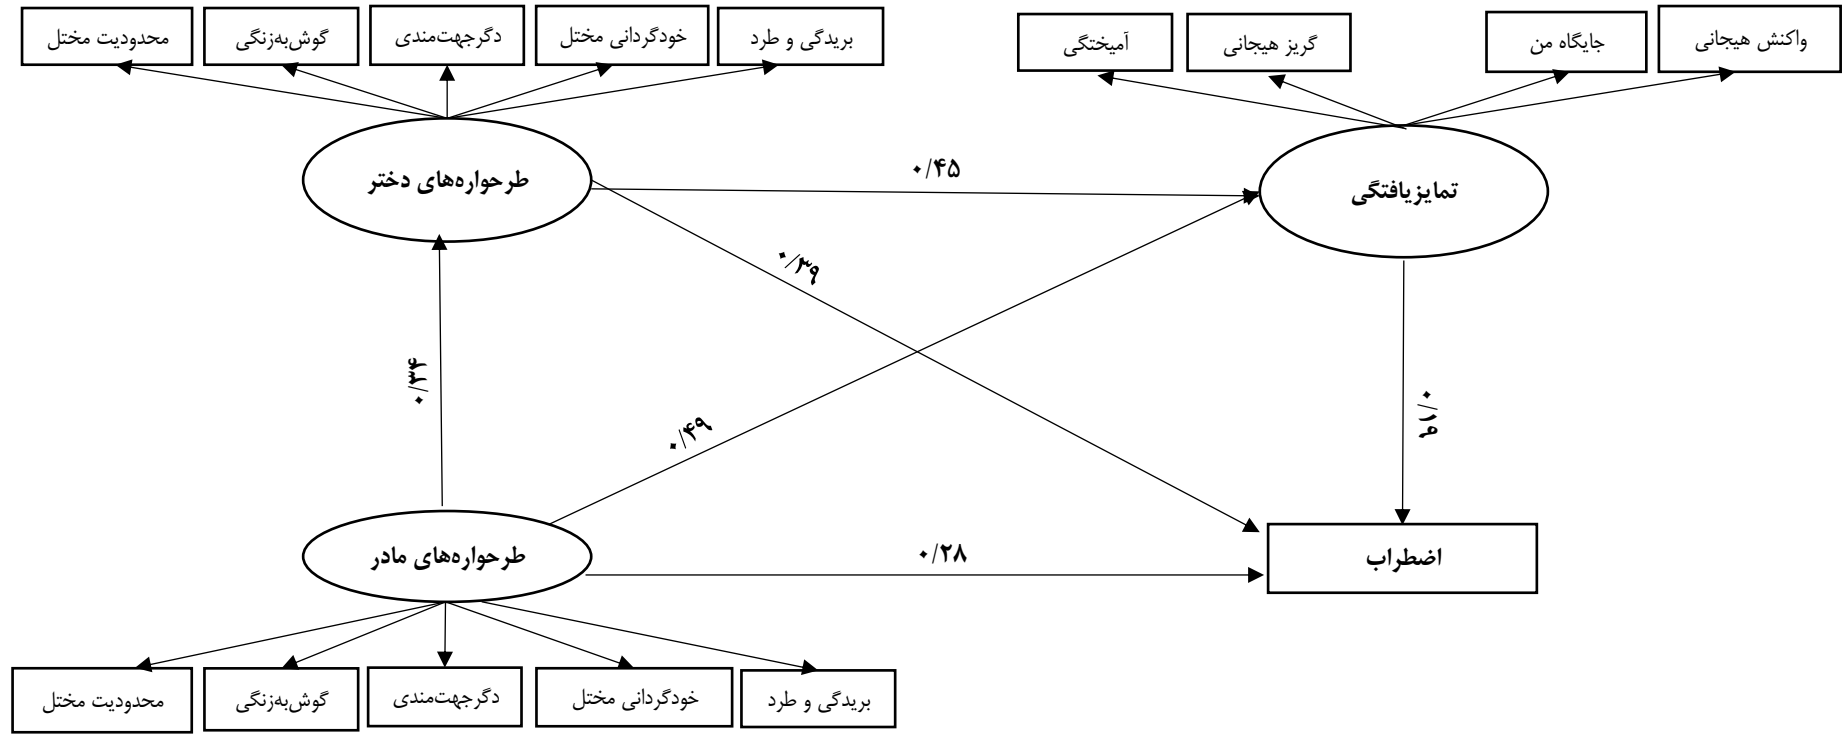 واکنش هیجانی
جایگاه من
گریز هیجانی
آمیختگی
بریدگی و طرد
خودگردانی مختل
دگرجهت‌مندی
گوش‌به‌زنگی
محدودیت مختل
تمایزیافتگی
۰/۴۵
طرحواره‌های دختر
۰/۳۹
۰/۱۹
۰/۴۹
۰/۳۴
اضطراب
۰/۲۸
طرحواره‌های مادر
بریدگی و طرد
خودگردانی مختل
دگرجهت‌مندی
گوش‌به‌زنگی
محدودیت مختل